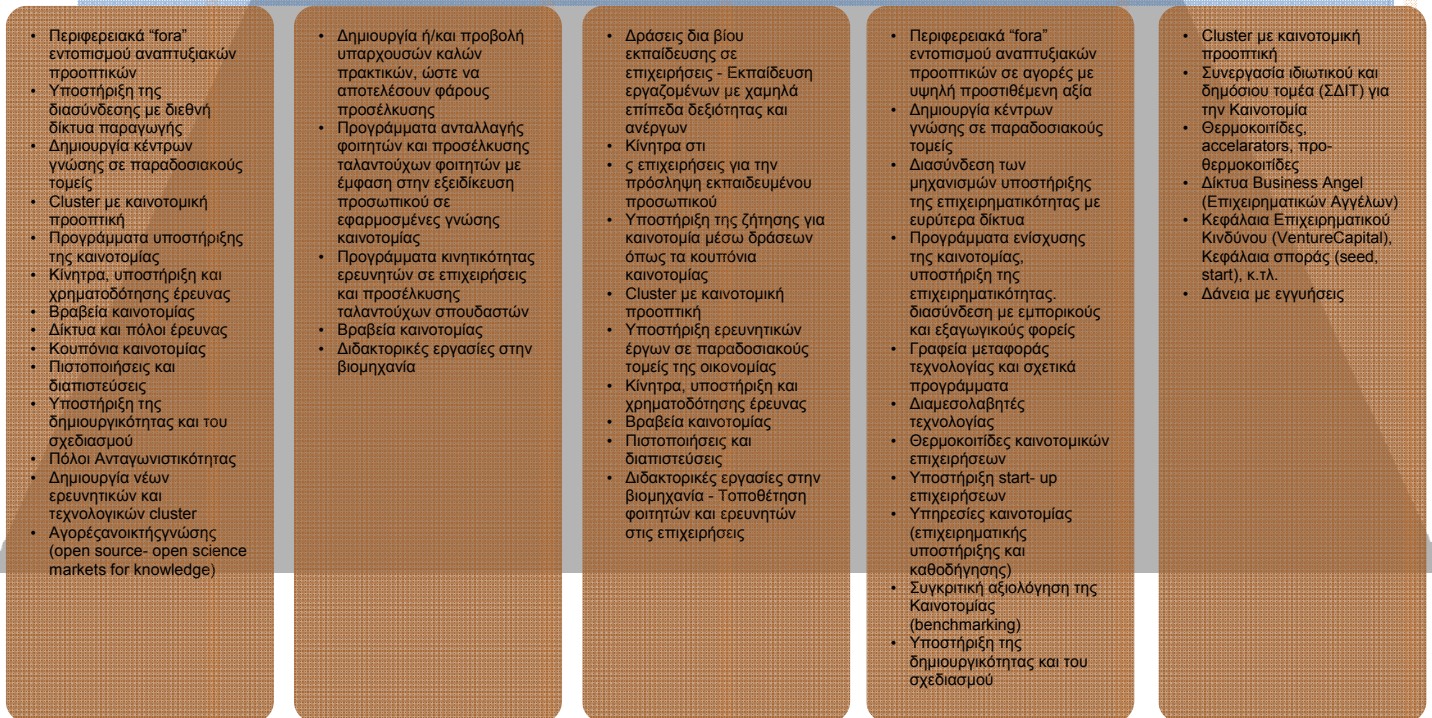 • Περιφερειακά “fora”
εντοπισμού αναπτυξιακών
προοπτικών
• Υποστήριξη της
διασύνδεσης με διεθνή
δίκτυα παραγωγής
• Δημιουργία κέντρων
γνώσης σε παραδοσιακούς
τομείς
• Cluster με καινοτομική
προοπτική
• Προγράμματα υποστήριξης
της καινοτομίας
• Κίνητρα, υποστήριξη και
χρηματοδότησης έρευνας
• Βραβεία καινοτομίας
• Δίκτυα και πόλοι έρευνας
• Κουπόνια καινοτομίας
• Πιστοποιήσεις και
διαπιστεύσεις
• Υποστήριξη της
δημιουργικότητας και του
σχεδιασμού
• Πόλοι Ανταγωνιστικότητας
• Δημιουργία νέων
ερευνητικών και
τεχνολογικών cluster
• Αγορέςανοικτήςγνώσης
(open source- open science
markets for knowledge)
• Δημιουργία ή/και προβολή
υπαρχουσών καλών
πρακτικών, ώστε να
αποτελέσουν φάρους
προσέλκυσης
• Προγράμματα ανταλλαγής
φοιτητών και προσέλκυσης
ταλαντούχων φοιτητών με
έμφαση στην εξειδίκευση
προσωπικού σε
εφαρμοσμένες γνώσης
καινοτομίας
• Προγράμματα κινητικότητας
ερευνητών σε επιχειρήσεις
και προσέλκυσης
ταλαντούχων σπουδαστών
• Βραβεία καινοτομίας
• Διδακτορικές εργασίες στην
βιομηχανία
• Δράσεις δια βίου
εκπαίδευσης σε
επιχειρήσεις - Εκπαίδευση
εργαζομένων με χαμηλά
επίπεδα δεξιότητας και
ανέργων
• Κίνητρα στι
• ς επιχειρήσεις για την
πρόσληψη εκπαιδευμένου
προσωπικού
• Υποστήριξη της ζήτησης για
καινοτομία μέσω δράσεων
όπως τα κουπόνια
καινοτομίας
• Cluster με καινοτομική
προοπτική
• Υποστήριξη ερευνητικών
έργων σε παραδοσιακούς
τομείς της οικονομίας
• Κίνητρα, υποστήριξη και
χρηματοδότησης έρευνας
• Βραβεία καινοτομίας
• Πιστοποιήσεις και
διαπιστεύσεις
• Διδακτορικές εργασίες στην
βιομηχανία - Τοποθέτηση
φοιτητών και ερευνητών
στις επιχειρήσεις
• Περιφερειακά “fora”
εντοπισμού αναπτυξιακών
προοπτικών σε αγορές με
υψηλή προστιθέμενη αξία
• Δημιουργία κέντρων
γνώσης σε παραδοσιακούς
τομείς
• Διασύνδεση των
μηχανισμών υποστήριξης
της επιχειρηματικότητας με
ευρύτερα δίκτυα
• Προγράμματα ενίσχυσης
της καινοτομίας,
υποστήριξη της
επιχειρηματικότητας.
διασύνδεση με εμπορικούς
και εξαγωγικούς φορείς
• Γραφεία μεταφοράς
τεχνολογίας και σχετικά
προγράμματα
• Διαμεσολαβητές
τεχνολογίας
• Θερμοκοιτίδες καινοτομικών
επιχειρήσεων
• Υποστήριξη start- up
επιχειρήσεων
• Υπηρεσίες καινοτομίας
(επιχειρηματικής
υποστήριξης και
καθοδήγησης)
• Συγκριτική αξιολόγηση της
Καινοτομίας
(benchmarking)
• Υποστήριξη της
δημιουργικότητας και του
σχεδιασμού
• Cluster με καινοτομική
προοπτική
• Συνεργασία ιδιωτικού και
δημόσιου τομέα (ΣΔΙΤ) για
την Καινοτομία
• Θερμοκοιτίδες,
accelarators, προ-
θερμοκοιτίδες
• Δίκτυα Business Angel
(Επιχειρηματικών Αγγέλων)
• Κεφάλαια Επιχειρηματικού
Κινδύνου (VentureCapital),
Κεφάλαια σποράς (seed,
start), κ.τλ.
• Δάνεια με εγγυήσεις